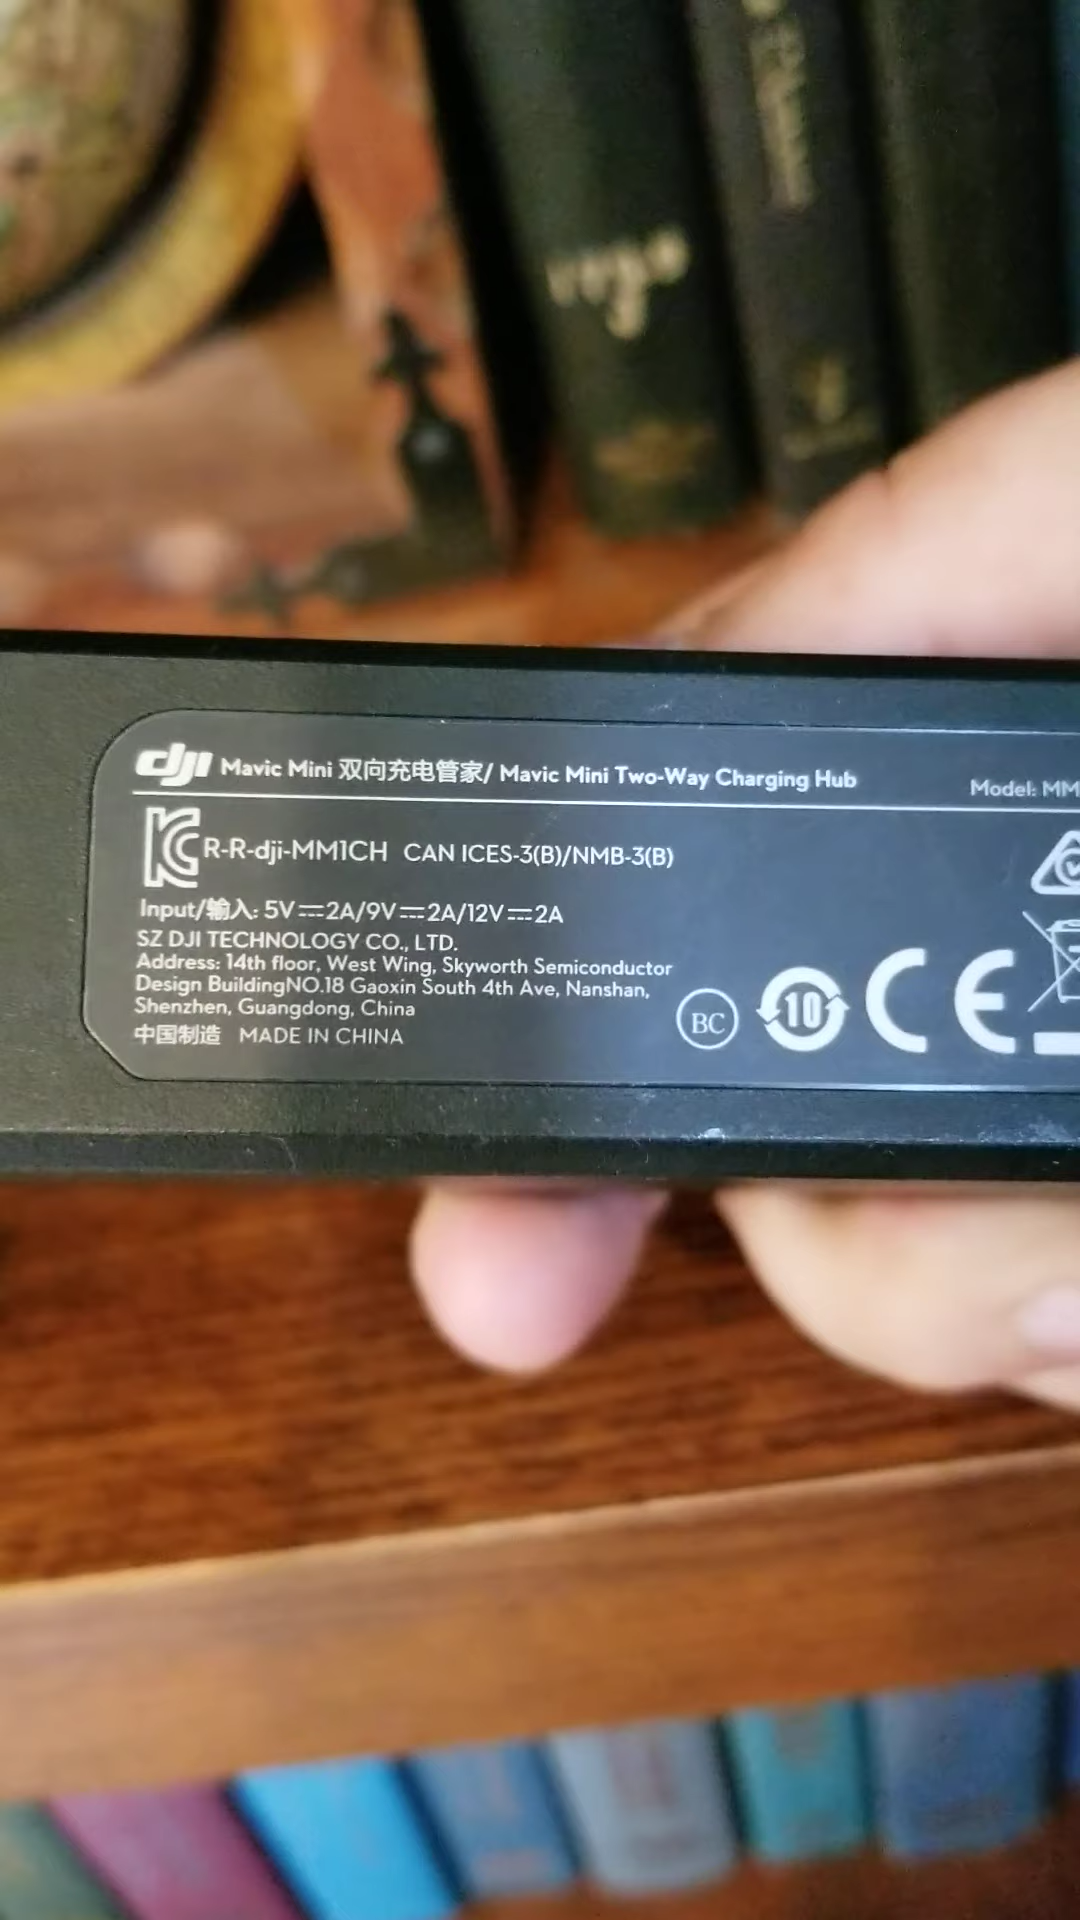 dji Mavic Mini 双向充电管家/ Mavic Mini Two-Way Charging Hub
Model: MM
R-R-dji-MM1CH CAN ICES-3(B)/NMB-3(B)
Input/输入: 5V⎓2A/9V⎓2A/12V⎓2A
SZ DJI TECHNOLOGY CO., LTD.
Address: 14th floor, West Wing, Skyworth Semiconductor
Design BuildingNO.18 Gaoxin South 4th Ave, Nanshan,
Shenzhen, Guangdong, China
中国制造 MADE IN CHINA
BC
10
CE